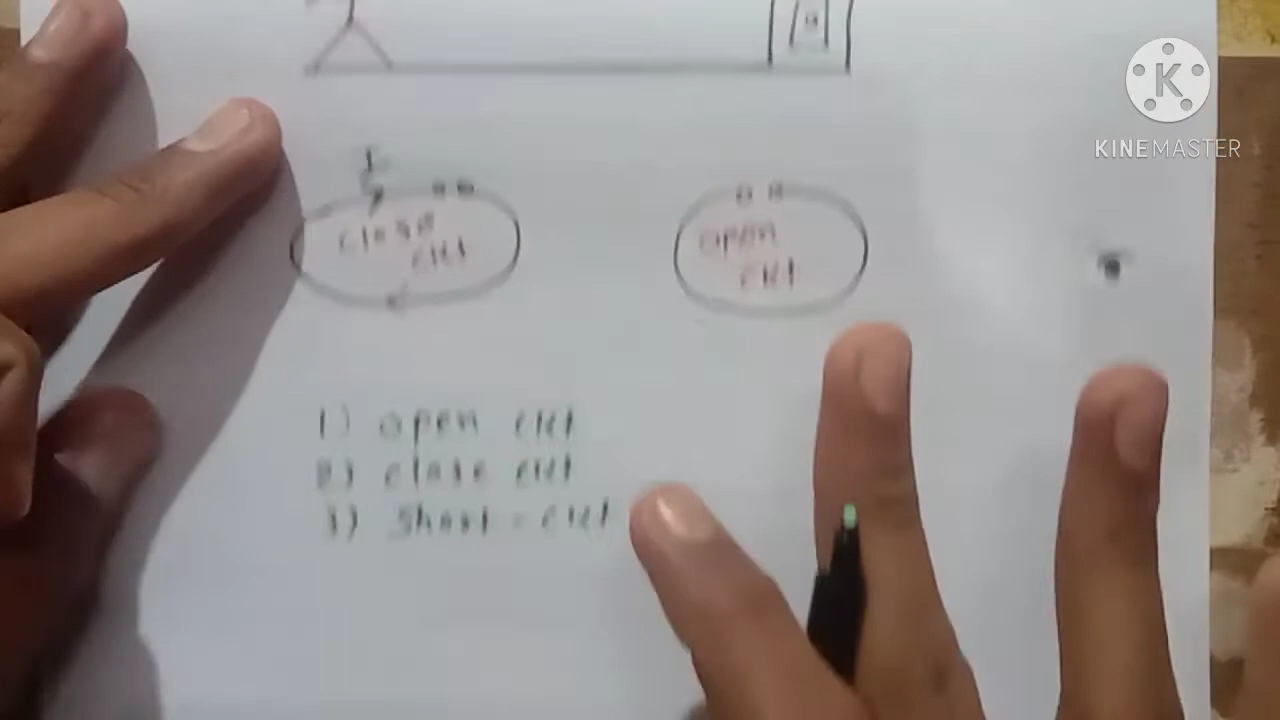 K
KINEMASTER
close
ckt
open
ckt
1) open ckt
2) close ckt
3) Short - ckt